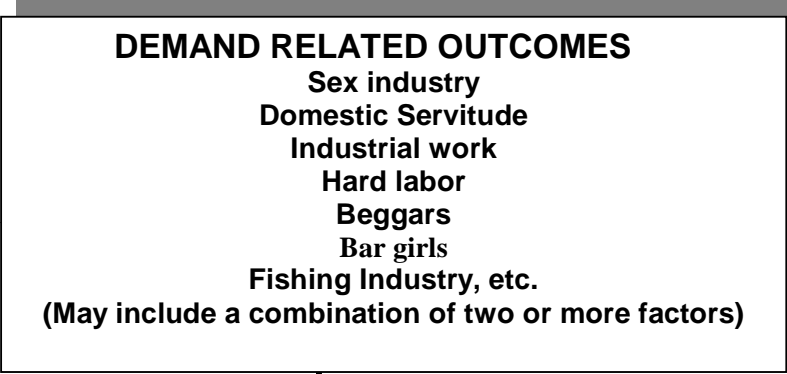 DEMAND RELATED OUTCOMES
Sex industry
Domestic Servitude
Industrial work
Hard labor
Beggars
Bar girls
Fishing Industry, etc.
(May include a combination of two or more factors)